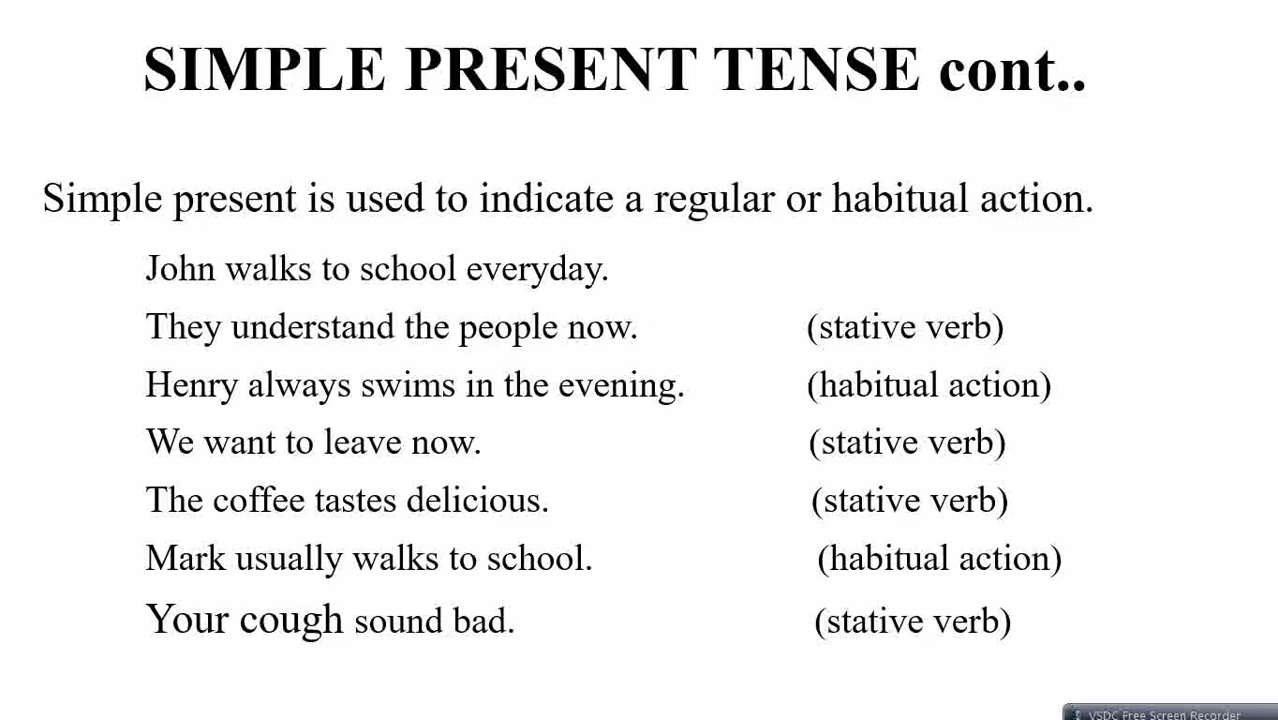 SIMPLE PRESENT TENSE cont..
Simple present is used to indicate a regular or habitual action.
John walks to school everyday.
They understand the people now. (stative verb)
Henry always swims in the evening. (habitual action)
We want to leave now. (stative verb)
The coffee tastes delicious. (stative verb)
Mark usually walks to school. (habitual action)
Your cough sound bad. (stative verb)
VSDC Free Screen Recorder